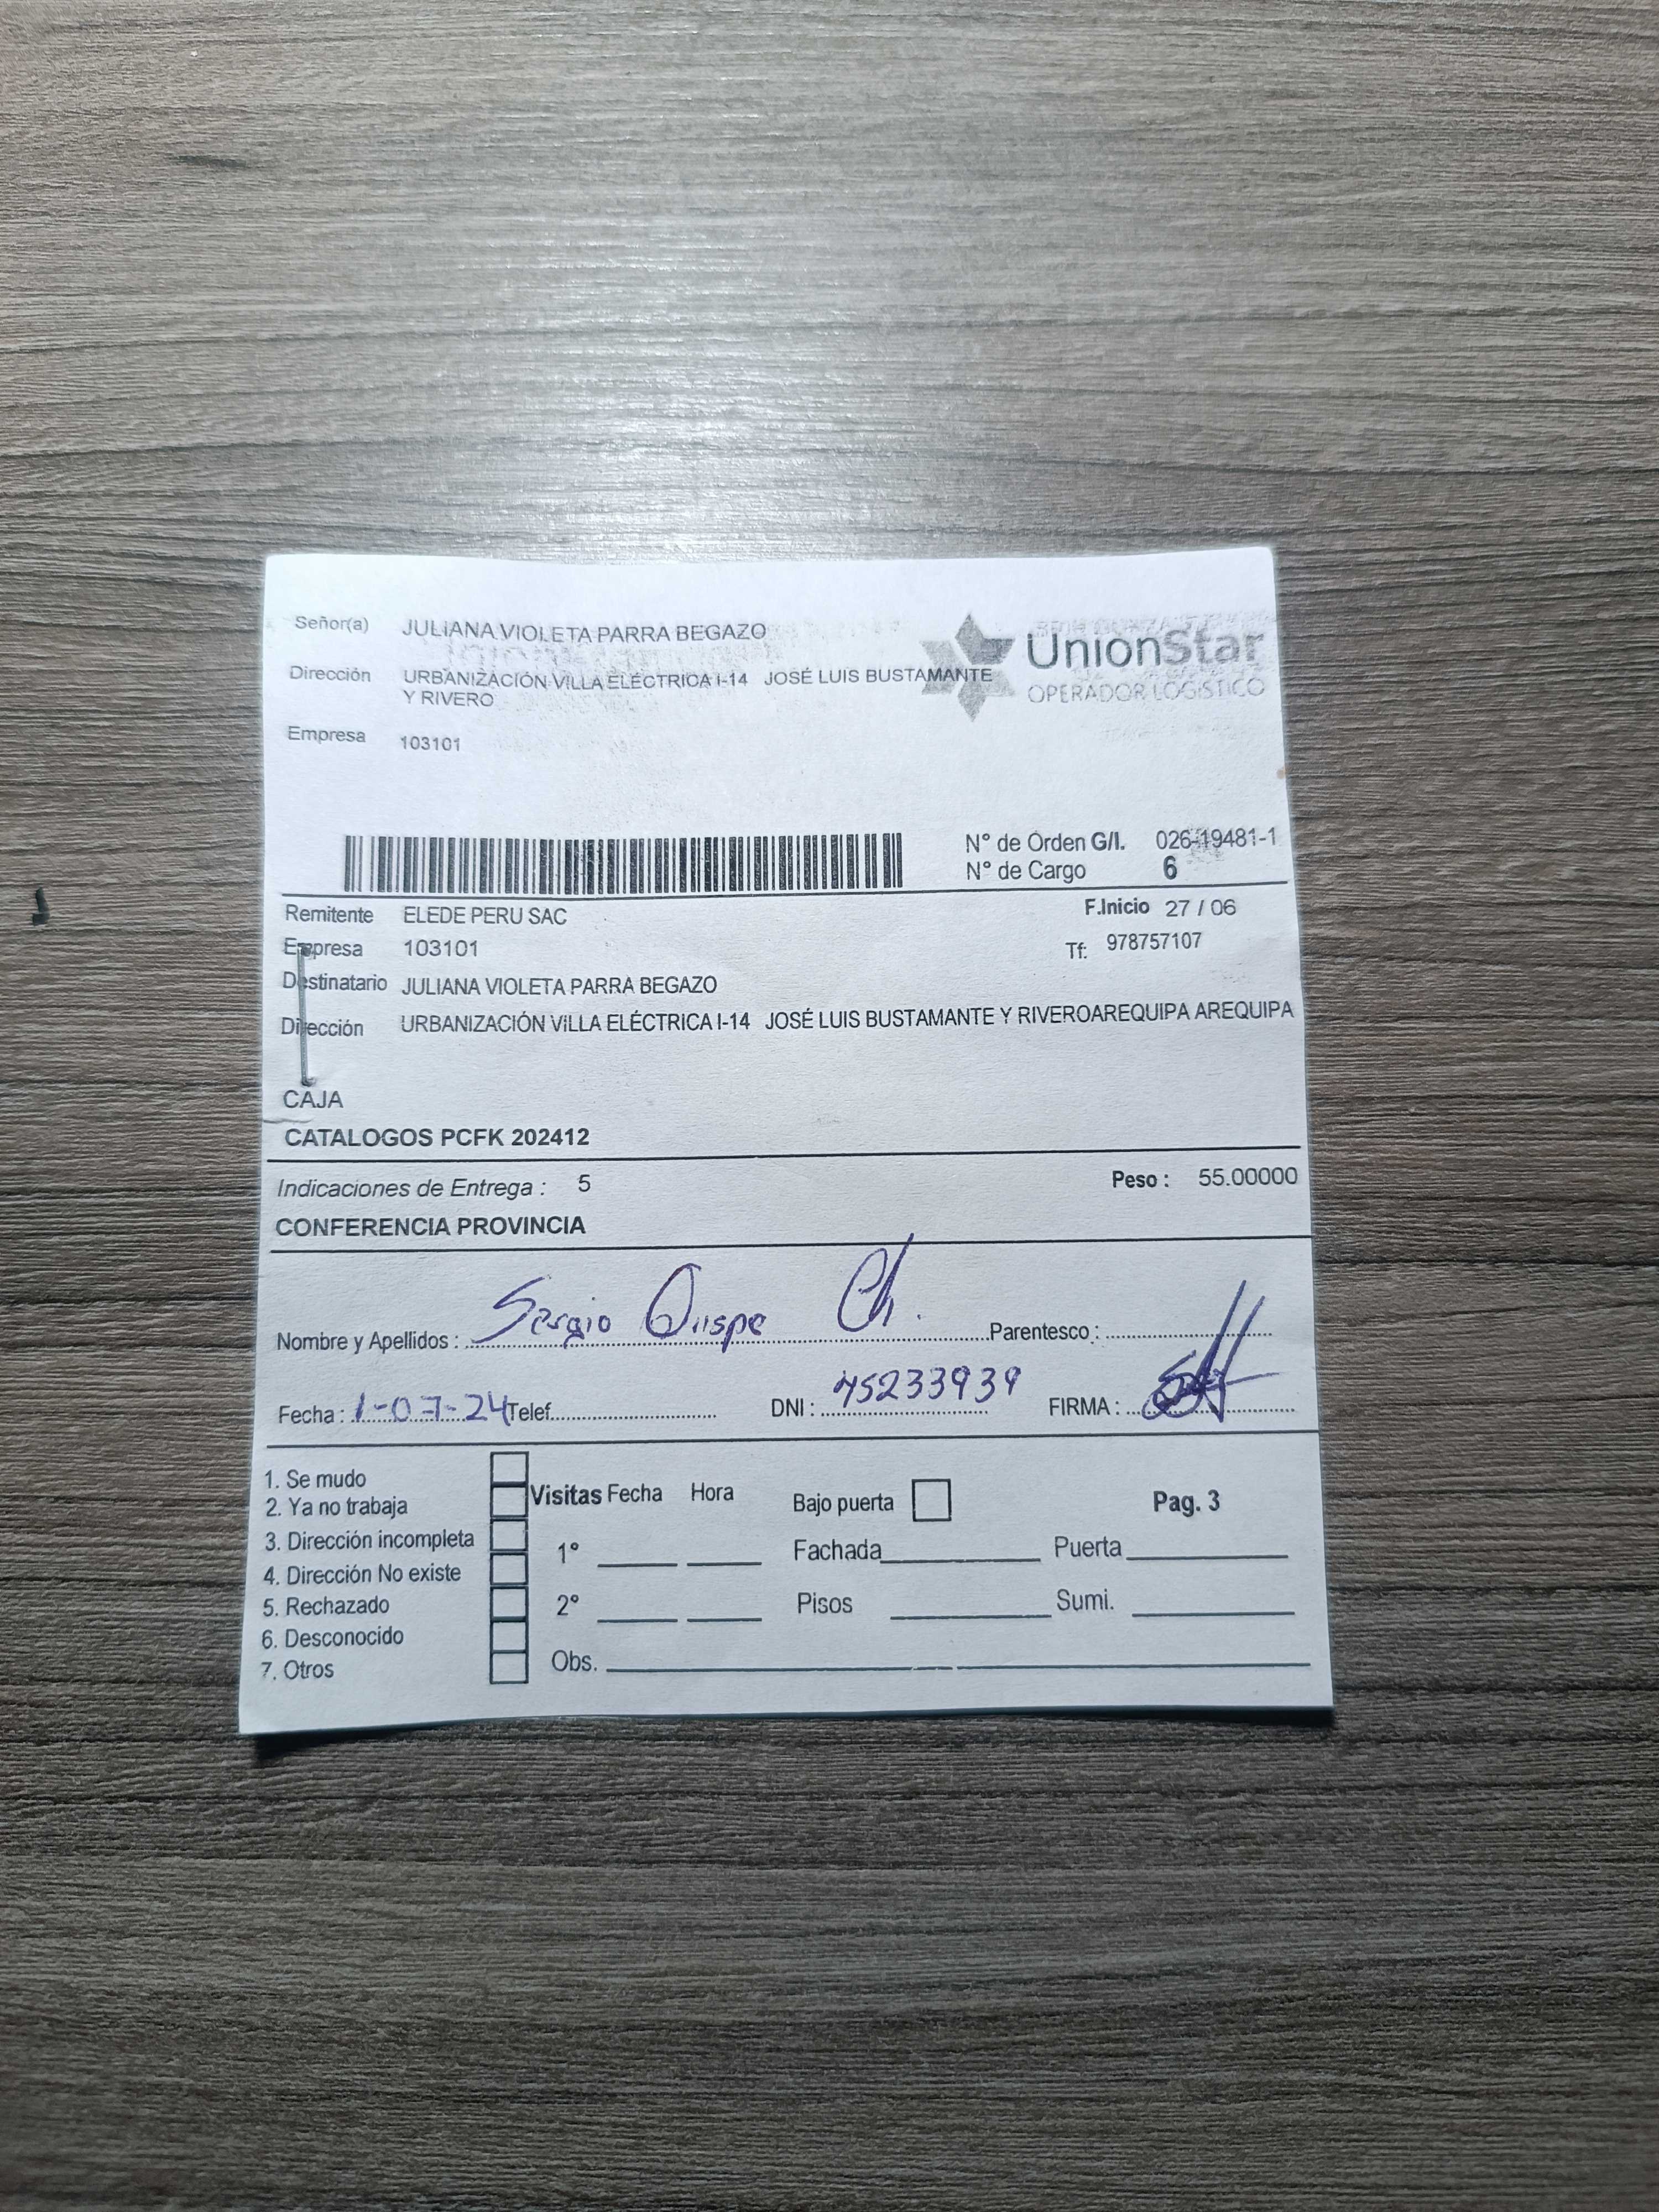 Señor(a) JULIANA VIOLETA PARRA BEGAZO
UnionStar
OPERADOR LOGISTICO
Dirección URBANIZACIÓN VILLA ELÉCTRICA I-14 JOSÉ LUIS BUSTAMANTE
Y RIVERO
Empresa 103101
N° de Orden G/I. 026-19481-1
N° de Cargo 6
Remitente ELEDE PERU SAC F.Inicio 27 / 06
Empresa 103101 Tf: 978757107
Destinatario JULIANA VIOLETA PARRA BEGAZO
Dirección URBANIZACIÓN VILLA ELÉCTRICA I-14 JOSÉ LUIS BUSTAMANTE Y RIVEROAREQUIPA AREQUIPA
CAJA
CATALOGOS PCFK 202412
Indicaciones de Entrega : 5 Peso : 55.00000
CONFERENCIA PROVINCIA
Nombre y Apellidos : Sergio Quispe Ch. Parentesco :
Fecha : 1-07-24 Telef. DNI : 75233939 FIRMA :
1. Se mudo
2. Ya no trabaja
3. Dirección incompleta
4. Dirección No existe
5. Rechazado
6. Desconocido
7. Otros
Visitas Fecha Hora
1°
2°
Obs.
Bajo puerta Pag. 3
Fachada Puerta
Pisos Sumi.